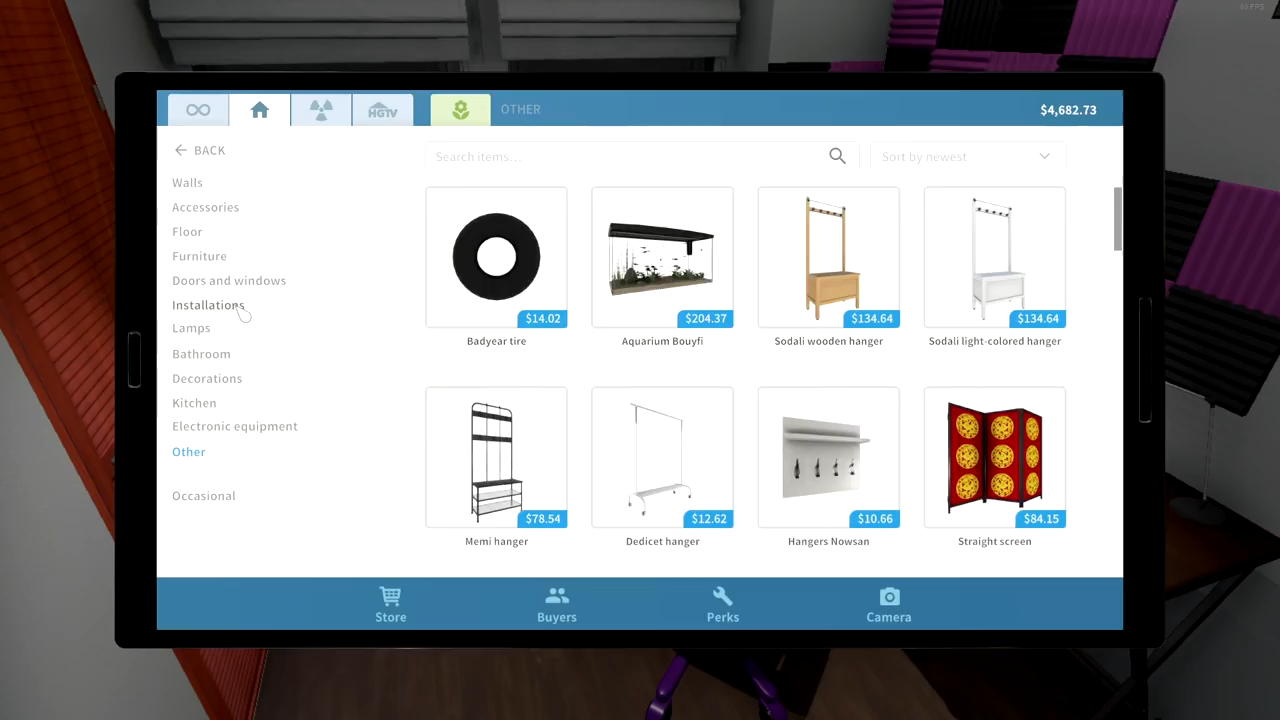 60 FPS
HGTV
OTHER
$4,682.73
BACK
Search items...
Sort by newest
Walls
Accessories
Floor
Furniture
Doors and windows
Installations
Lamps
Bathroom
Decorations
Kitchen
Electronic equipment
Other
Occasional
$14.02
$204.37
$134.64
$134.64
Badyear tire
Aquarium Bouyfi
Sodali wooden hanger
Sodali light-colored hanger
$78.54
$12.62
$10.66
$84.15
Memi hanger
Dedicet hanger
Hangers Nowsan
Straight screen
Store
Buyers
Perks
Camera